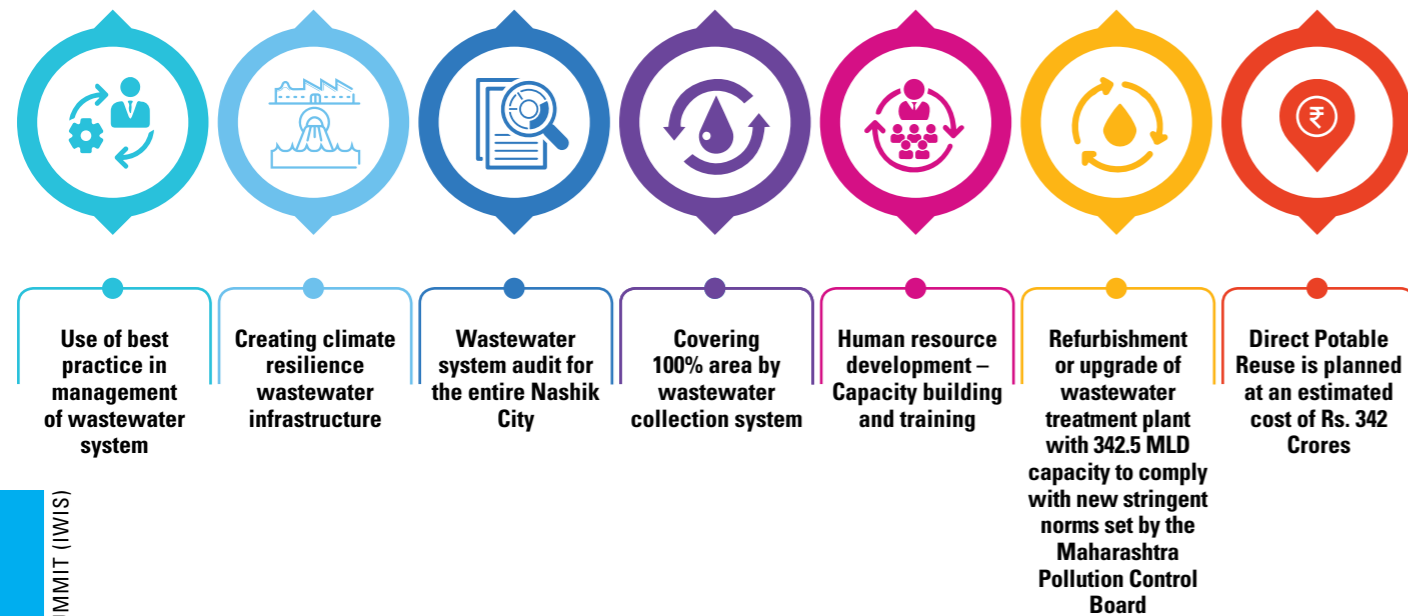 ₹
Use of best
practice in
management
of wastewater
system
Creating climate
resilience
wastewater
infrastructure
Wastewater
system audit for
the entire Nashik
City
Covering
100% area by
wastewater
collection system
Human resource
development –
Capacity building
and training
Refurbishment
or upgrade of
wastewater
treatment plant
with 342.5 MLD
capacity to comply
with new stringent
norms set by the
Maharashtra
Pollution Control
Board
Direct Potable
Reuse is planned
at an estimated
cost of Rs. 342
Crores
(IWIS)